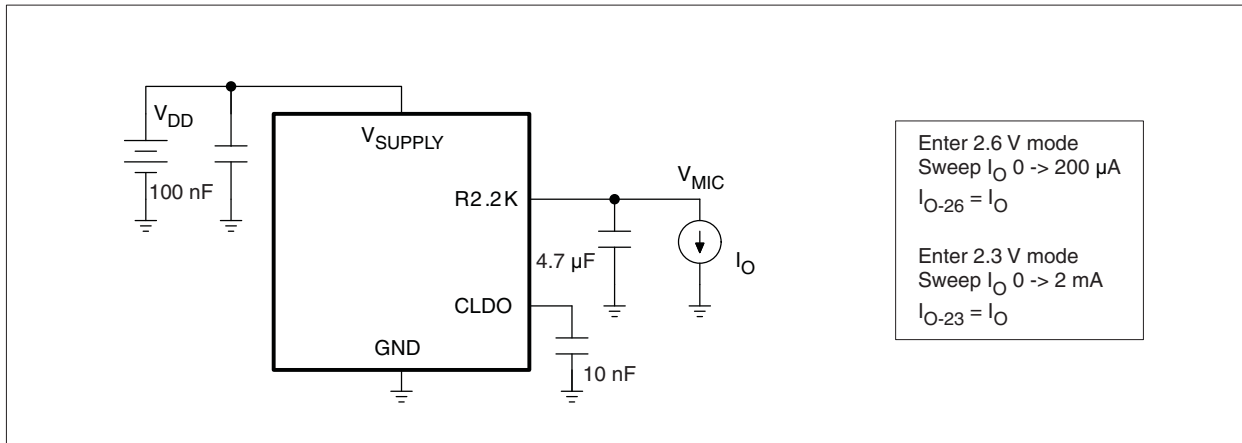 V_DD
100 nF
V_SUPPLY
R2.2K
CLDO
GND
V_MIC
4.7 µF
I_O
10 nF
Enter 2.6 V mode
Sweep I_O 0 -> 200 µA
I_O-26 = I_O
Enter 2.3 V mode
Sweep I_O 0 -> 2 mA
I_O-23 = I_O